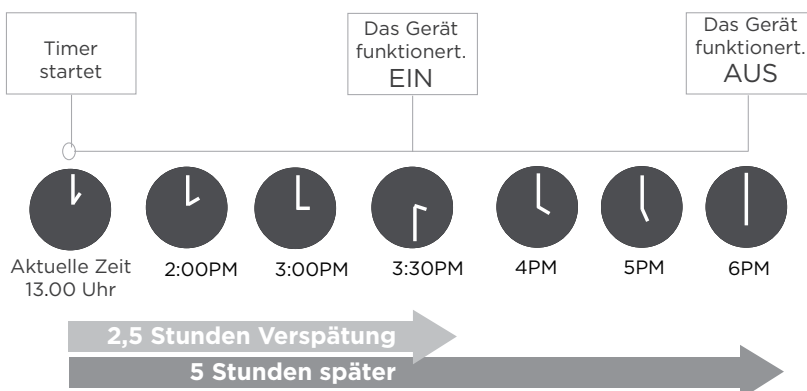 Timer
startet
Das Gerät
funktionert.
EIN
Das Gerät
funktionert.
AUS
Aktuelle Zeit
13.00 Uhr
2:00PM
3:00PM
3:30PM
4PM
5PM
6PM
2,5 Stunden Verspätung
5 Stunden später